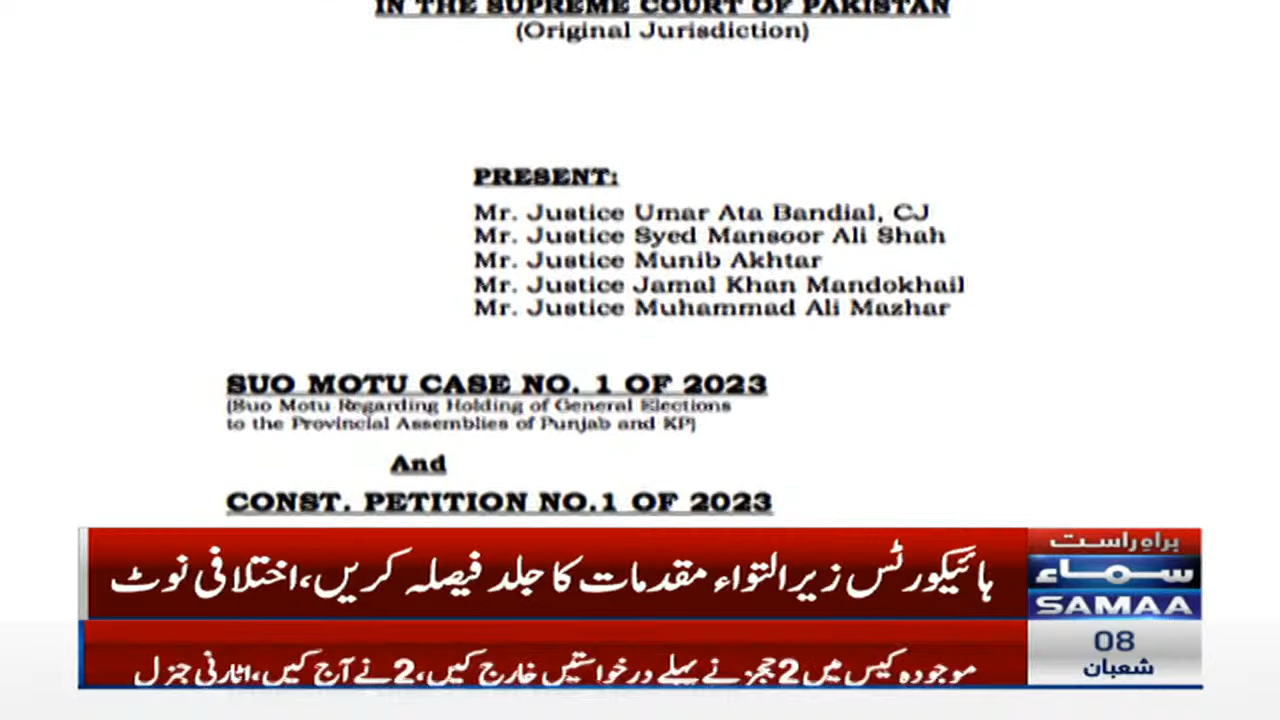 IN THE SUPREME COURT OF PAKISTAN
(Original Jurisdiction)
PRESENT:
Mr. Justice Umar Ata Bandial, CJ
Mr. Justice Syed Mansoor Ali Shah
Mr. Justice Munib Akhtar
Mr. Justice Jamal Khan Mandokhail
Mr. Justice Muhammad Ali Mazhar
SUO MOTU CASE NO. 1 OF 2023
(Suo Motu Regarding Holding of General Elections
to the Provincial Assemblies of Punjab and KP)
And
CONST. PETITION NO.1 OF 2023
ہائیکورٹس زیر التواء مقدمات کا جلد فیصلہ کریں، اختلافی نوٹ
موجودہ کیس میں 2 ججز نے پہلے درخواستیں خارج کیں، 2 نے آج کیں، اٹارنی جنرل
براہِ راست
سماء
SAMAA
08
شعبان